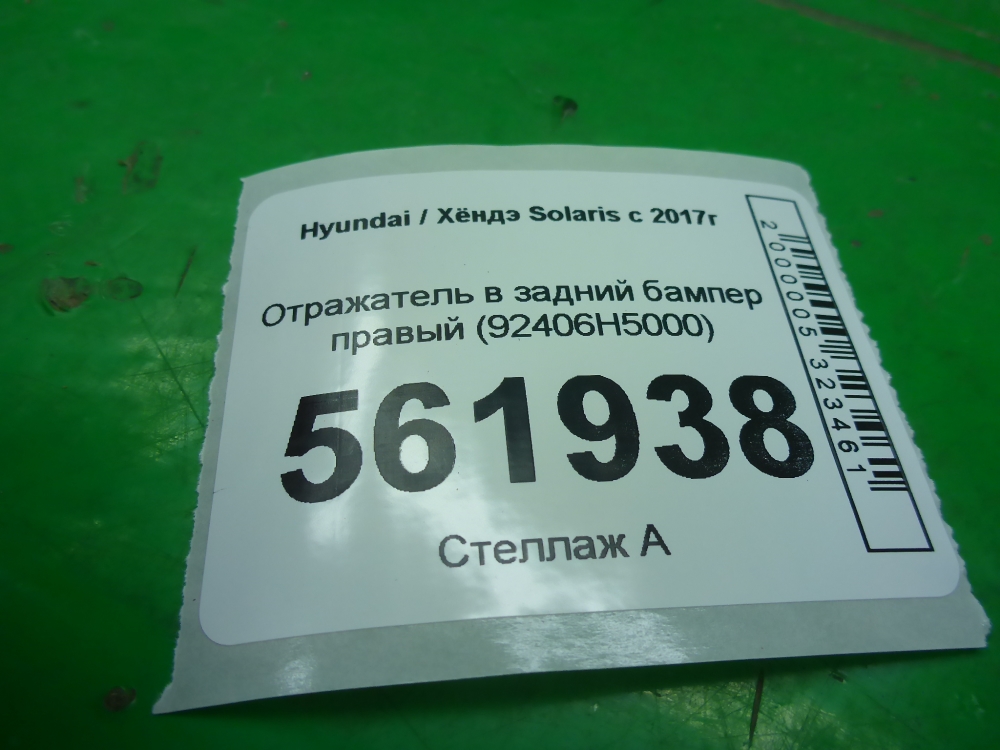 Hyundai / Хёндэ Solaris с 2017г
Отражатель в задний бампер
правый (92406H5000)
561938
Стеллаж А
2000005323461